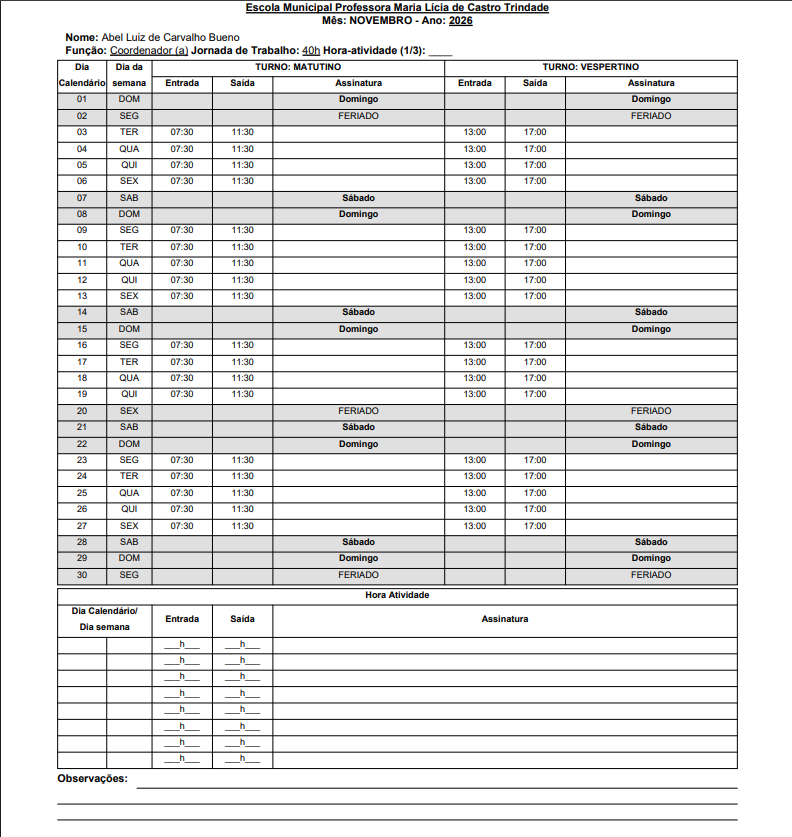 Escola Municipal Professora Maria Lícia de Castro Trindade
Mês: NOVEMBRO - Ano: 2026
Nome: Abel Luiz de Carvalho Bueno
Função: Coordenador (a) Jornada de Trabalho: 40h Hora-atividade (1/3): ____
Dia Calendário Dia da semana TURNO: MATUTINO TURNO: VESPERTINO
Entrada Saída Assinatura Entrada Saída Assinatura
01 DOM Domingo Domingo
02 SEG FERIADO FERIADO
03 TER 07:30 11:30 13:00 17:00
04 QUA 07:30 11:30 13:00 17:00
05 QUI 07:30 11:30 13:00 17:00
06 SEX 07:30 11:30 13:00 17:00
07 SAB Sábado Sábado
08 DOM Domingo Domingo
09 SEG 07:30 11:30 13:00 17:00
10 TER 07:30 11:30 13:00 17:00
11 QUA 07:30 11:30 13:00 17:00
12 QUI 07:30 11:30 13:00 17:00
13 SEX 07:30 11:30 13:00 17:00
14 SAB Sábado Sábado
15 DOM Domingo Domingo
16 SEG 07:30 11:30 13:00 17:00
17 TER 07:30 11:30 13:00 17:00
18 QUA 07:30 11:30 13:00 17:00
19 QUI 07:30 11:30 13:00 17:00
20 SEX FERIADO FERIADO
21 SAB Sábado Sábado
22 DOM Domingo Domingo
23 SEG 07:30 11:30 13:00 17:00
24 TER 07:30 11:30 13:00 17:00
25 QUA 07:30 11:30 13:00 17:00
26 QUI 07:30 11:30 13:00 17:00
27 SEX 07:30 11:30 13:00 17:00
28 SAB Sábado Sábado
29 DOM Domingo Domingo
30 SEG FERIADO FERIADO
Hora Atividade
Dia Calendário/
Dia semana Entrada Saída Assinatura
___h___ ___h___
___h___ ___h___
___h___ ___h___
___h___ ___h___
___h___ ___h___
___h___ ___h___
___h___ ___h___
___h___ ___h___
Observações: